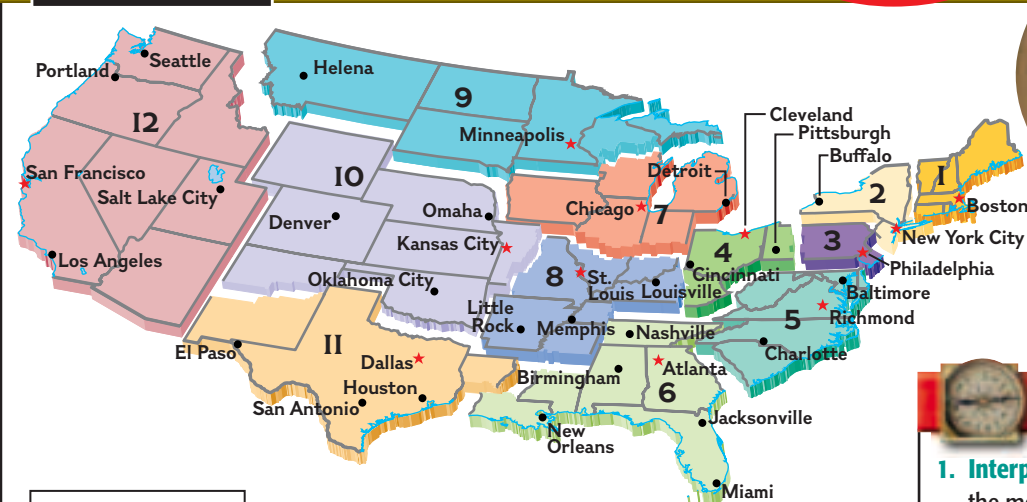 Seattle
Portland
Helena
9
12
Minneapolis
Cleveland
Pittsburgh
Buffalo
San Francisco
Salt Lake City
10
Detroit
Chicago
7
2
1
Boston
Denver
Omaha
Kansas City
New York City
3
4
Philadelphia
Los Angeles
Oklahoma City
8
St.
Louis
Louisville
Cincinnati
Baltimore
Little
Rock
Memphis
Nashville
5
Richmond
Charlotte
El Paso
11
Dallas
Houston
San Antonio
Birmingham
Atlanta
6
New
Orleans
Jacksonville
Miami
1. Interp